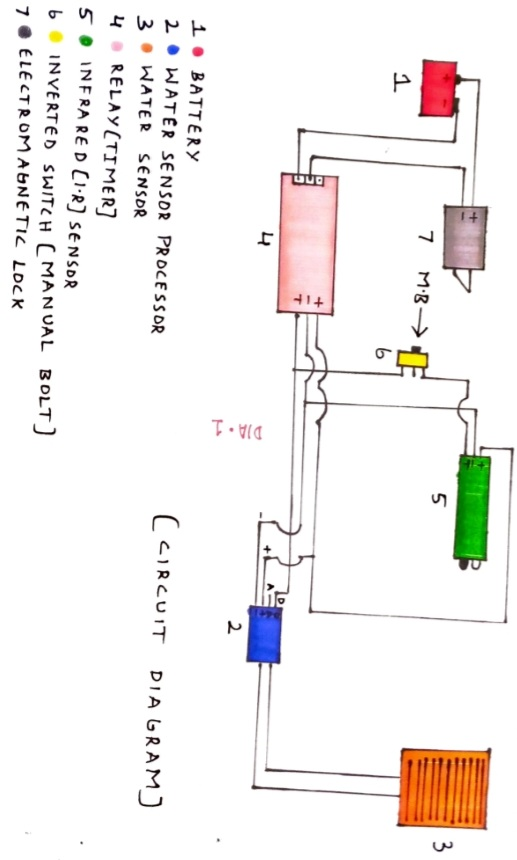 1 BATTERY
2 WATER SENSOR PROCESSOR
3 WATER SENSOR
4 RELAY [TIMER]
5 INFRARED [I.R] SENSOR
6 INVERTED SWITCH [MANUAL BOLT]
7 ELECTROMAGNETIC LOCK
1
+
-
7
+
-
4
+
-
T
M.B →
6
5
DIA.1
-
+
A
D
2
3
[CIRCUIT DIAGRAM]